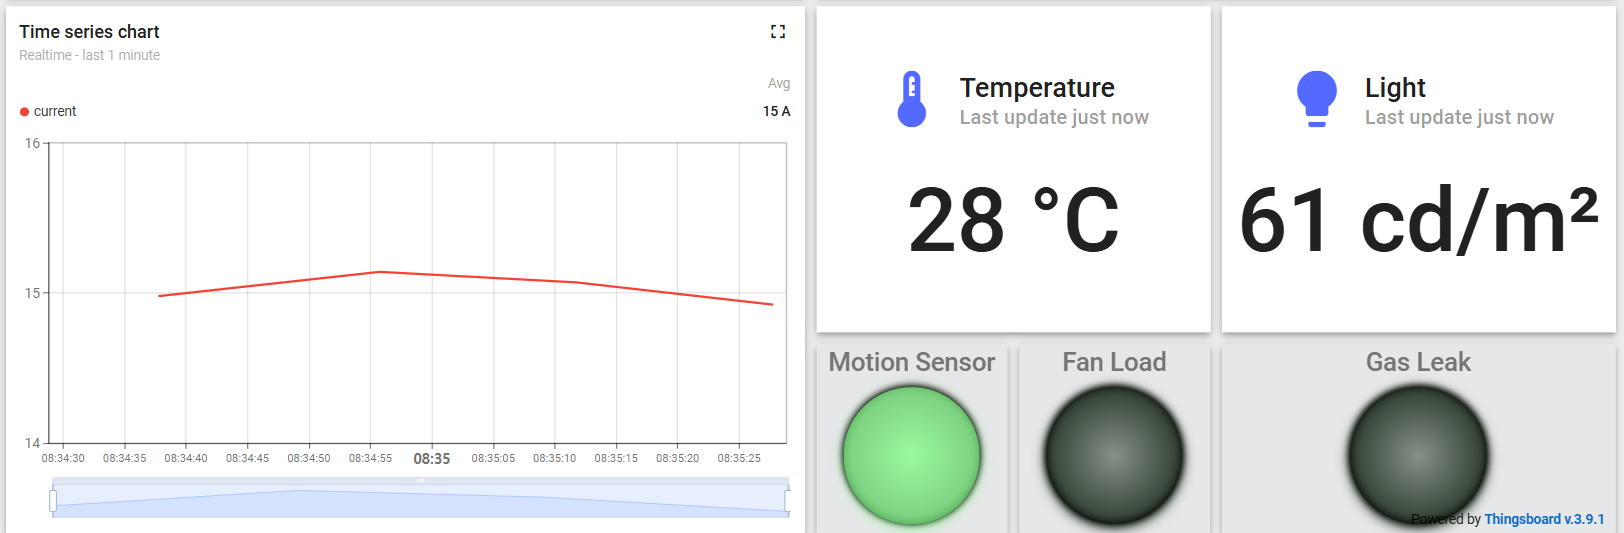 Time series chart
Realtime - last 1 minute
Avg
current 15 A
16
15
14
08:34:30 08:34:35 08:34:40 08:34:45 08:34:50 08:34:55 08:35 08:35:05 08:35:10 08:35:15 08:35:20 08:35:25
Temperature
Last update just now
28 °C
Light
Last update just now
61 cd/m²
Motion Sensor
Fan Load
Gas Leak
Powered by Thingsboard v.3.9.1